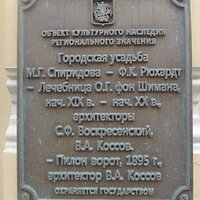 ОБЪЕКТ КУЛЬТУРНОГО НАСЛЕДИЯ
РЕГИОНАЛЬНОГО ЗНАЧЕНИЯ
Городская усадьба
М.Г. Спиридова – Ф.К. Рюхардт
– Лечебница О.Г. фон Шимана,
нач. XIX в. – нач. XX в.,
архитекторы
С.Ф. Воскресенский,
В.А. Коссов.
– Пилон ворот, 1895 г.,
архитектор В.А. Коссов
ОХРАНЯЕТСЯ ГОСУДАРСТВОМ